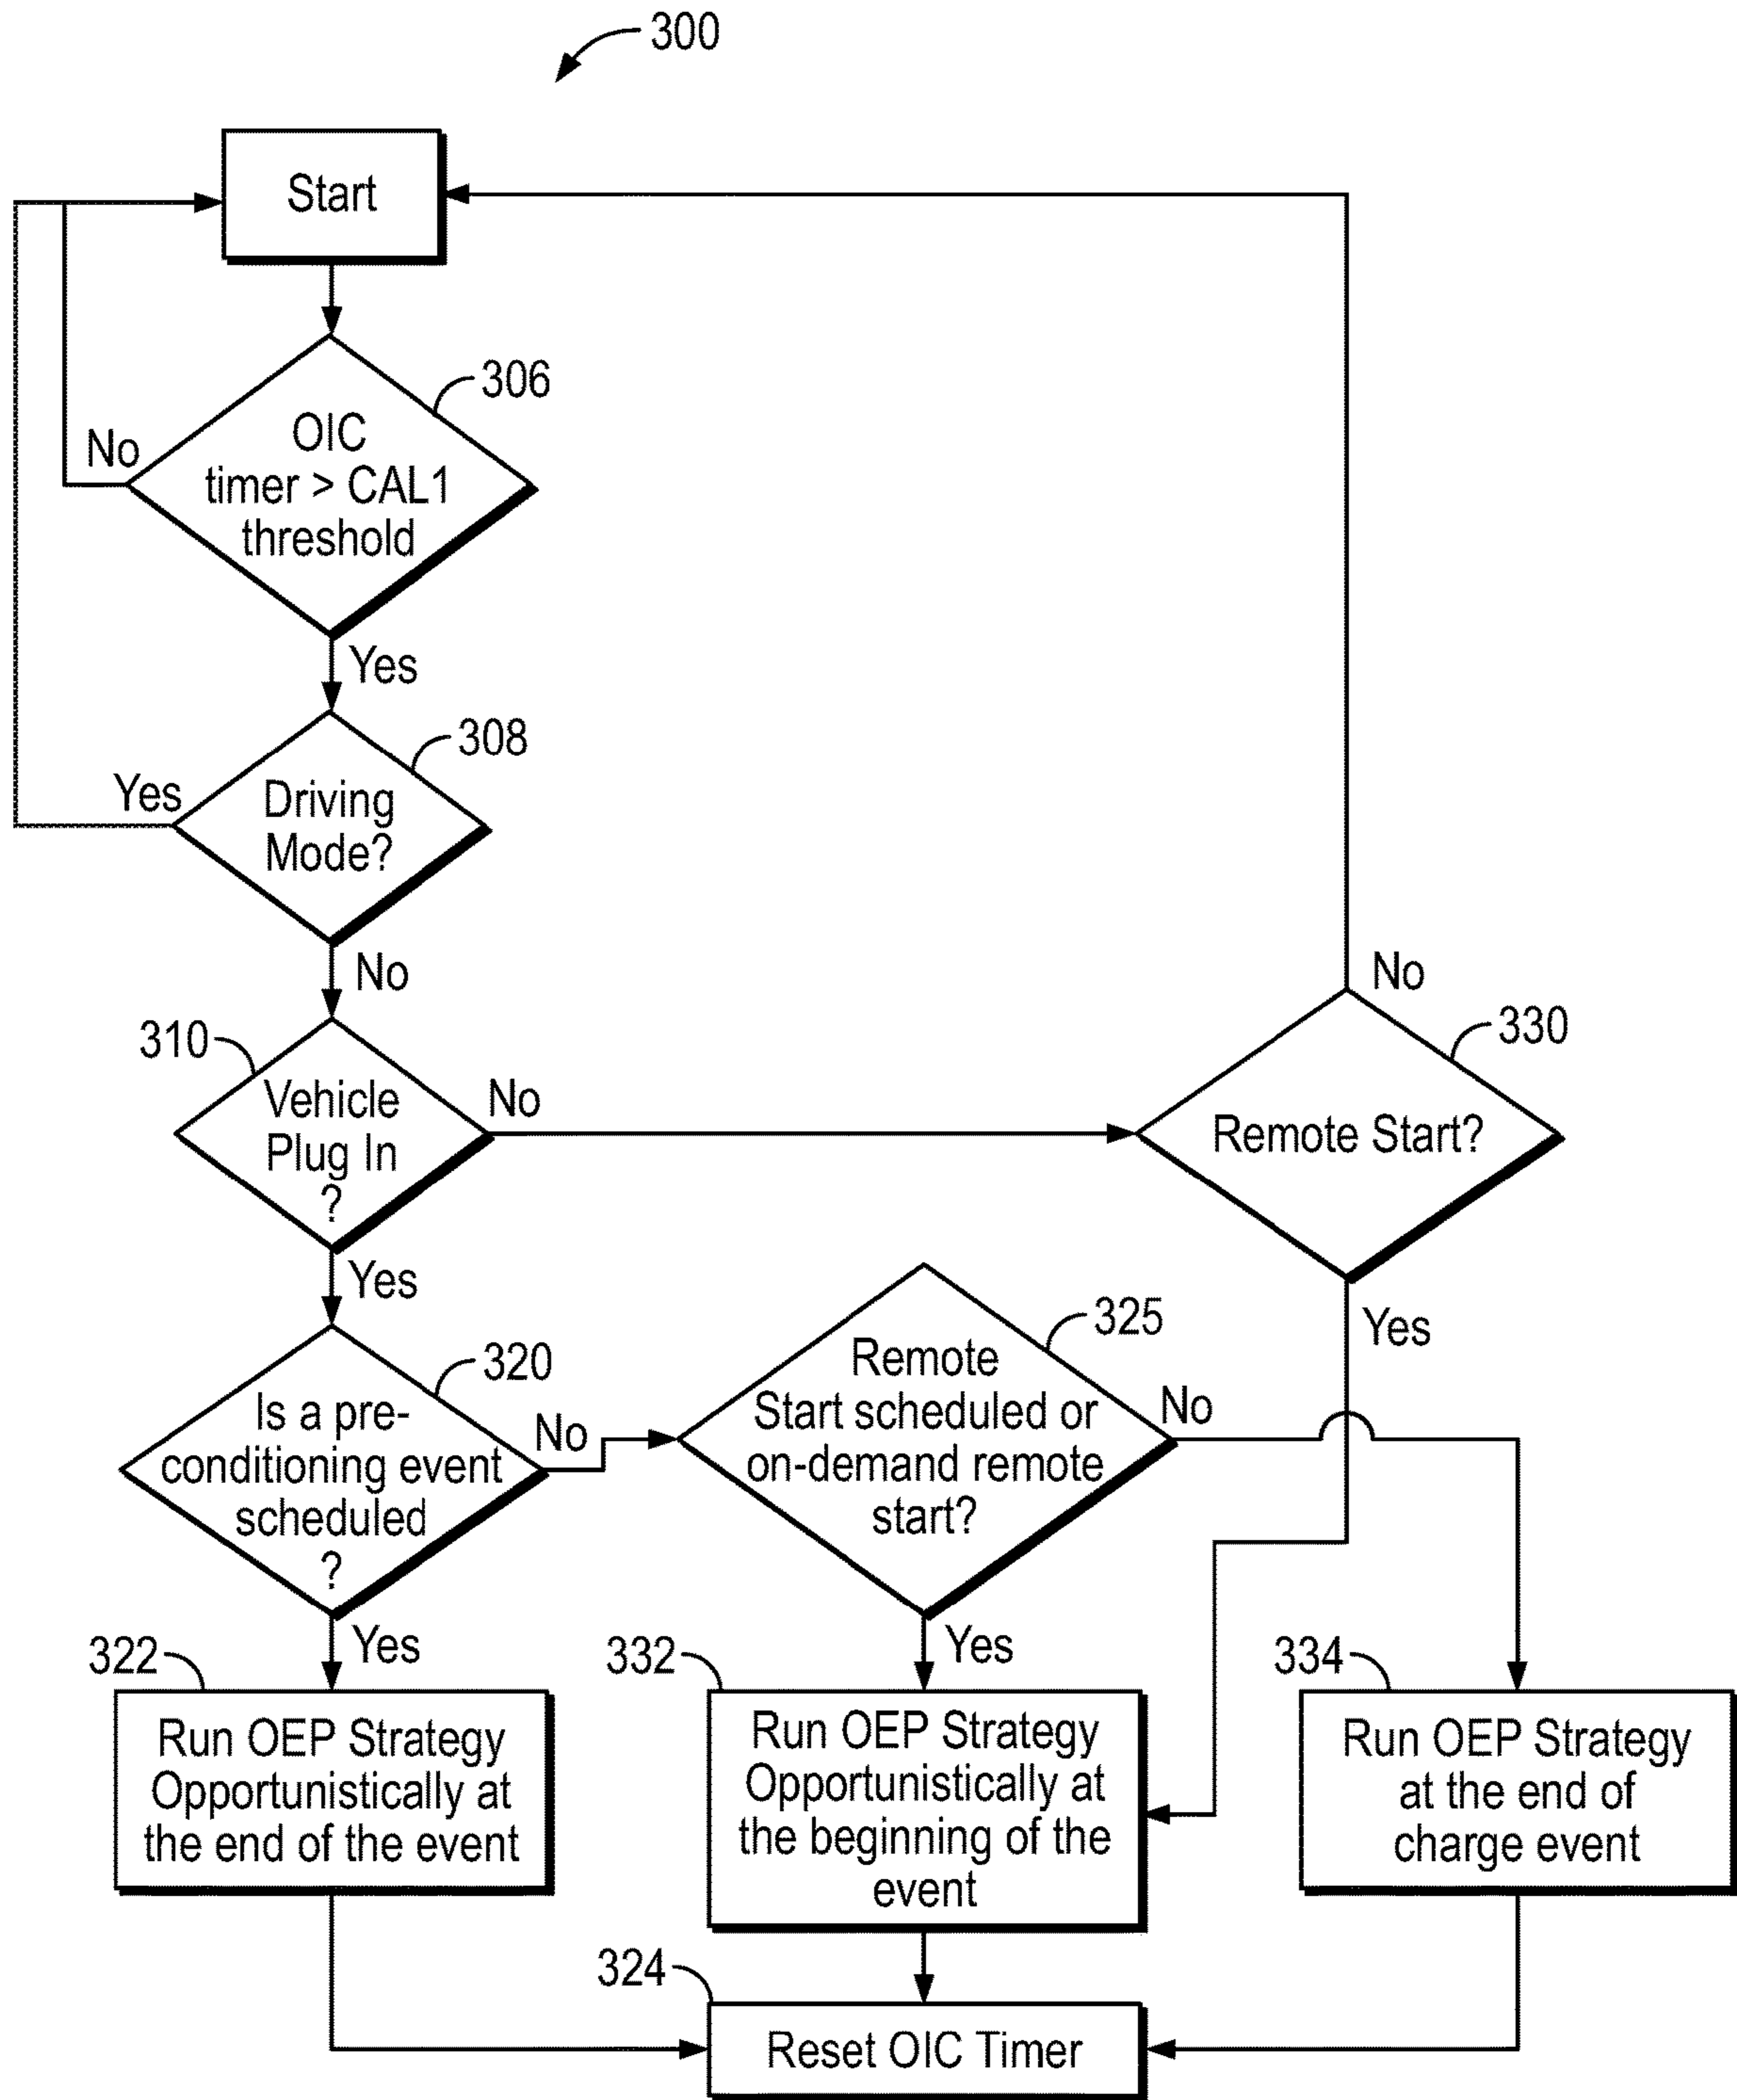 300
Start
306
OIC
timer > CAL1
threshold
No
Yes
308
Driving
Mode?
Yes
No
310
Vehicle
Plug In
?
No
Yes
330
Remote Start?
No
Yes
320
Is a pre-
conditioning event
scheduled
?
No
Yes
325
Remote
Start scheduled or
on-demand remote
start?
No
Yes
322
Run OEP Strategy
Opportunistically at
the end of the event
332
Run OEP Strategy
Opportunistically at
the beginning of the
event
334
Run OEP Strategy
at the end of
charge event
324
Reset OIC Timer